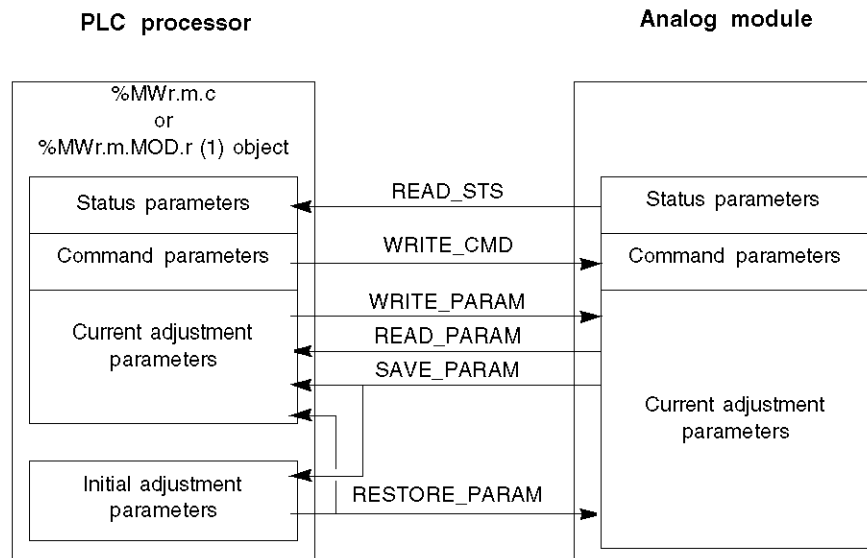 PLC processor
Analog module
%MWr.m.c
or
%MWr.m.MOD.r (1) object
Status parameters
READ_STS
Status parameters
Command parameters
WRITE_CMD
Command parameters
WRITE_PARAM
Current adjustment
parameters
READ_PARAM
SAVE_PARAM
Current adjustment
parameters
Initial adjustment
parameters
RESTORE_PARAM